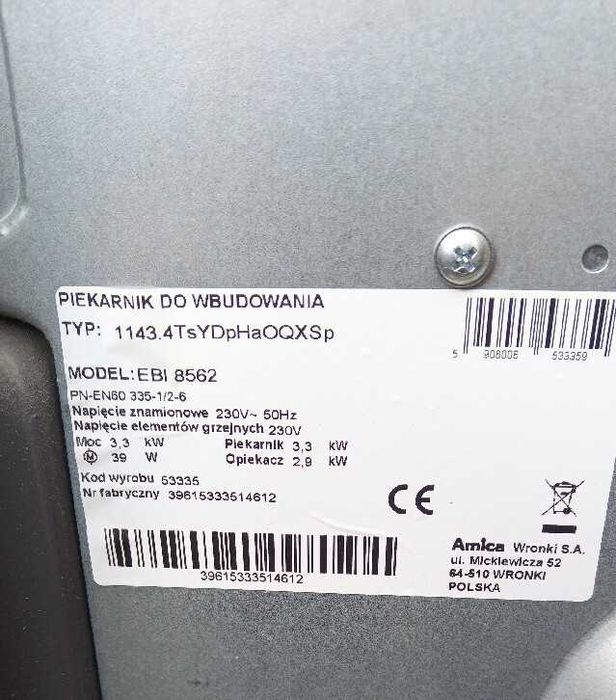 PIEKARNIK DO WBUDOWANIA
TYP: 1143.4TsYDpHaOQXSp
5 908006 533359
MODEL: EBI 8562
PN-EN60 335-1/2-6
Napięcie znamionowe 230V~ 50Hz
Napięcie elementów grzejnych 230V
Moc 3,3 kW Piekarnik 3,3 kW
M 39 W Opiekacz 2,9 kW
Kod wyrobu 53335
Nr fabryczny 39615333514612
CE
39615333514612
Amica Wronki S.A.
ul. Mickiewicza 52
64-510 WRONKI
POLSKA